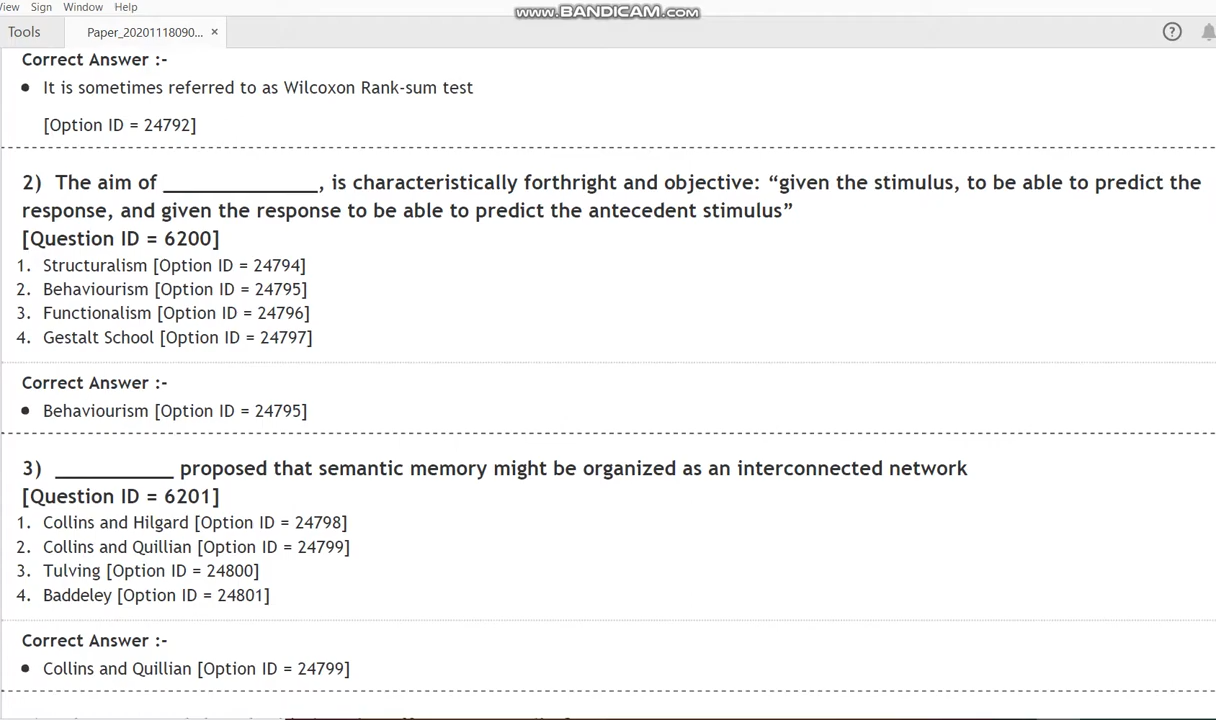 View Sign Window Help
www.BANDICAM.COM
Tools Paper_20201118090... × ?
Correct Answer :-
• It is sometimes referred to as Wilcoxon Rank-sum test
[Option ID = 24792]
2) The aim of ______________, is characteristically forthright and objective: “given the stimulus, to be able to predict the
response, and given the response to be able to predict the antecedent stimulus”
[Question ID = 6200]
1. Structuralism [Option ID = 24794]
2. Behaviourism [Option ID = 24795]
3. Functionalism [Option ID = 24796]
4. Gestalt School [Option ID = 24797]
Correct Answer :-
• Behaviourism [Option ID = 24795]
3) ___________ proposed that semantic memory might be organized as an interconnected network
[Question ID = 6201]
1. Collins and Hilgard [Option ID = 24798]
2. Collins and Quillian [Option ID = 24799]
3. Tulving [Option ID = 24800]
4. Baddeley [Option ID = 24801]
Correct Answer :-
• Collins and Quillian [Option ID = 24799]